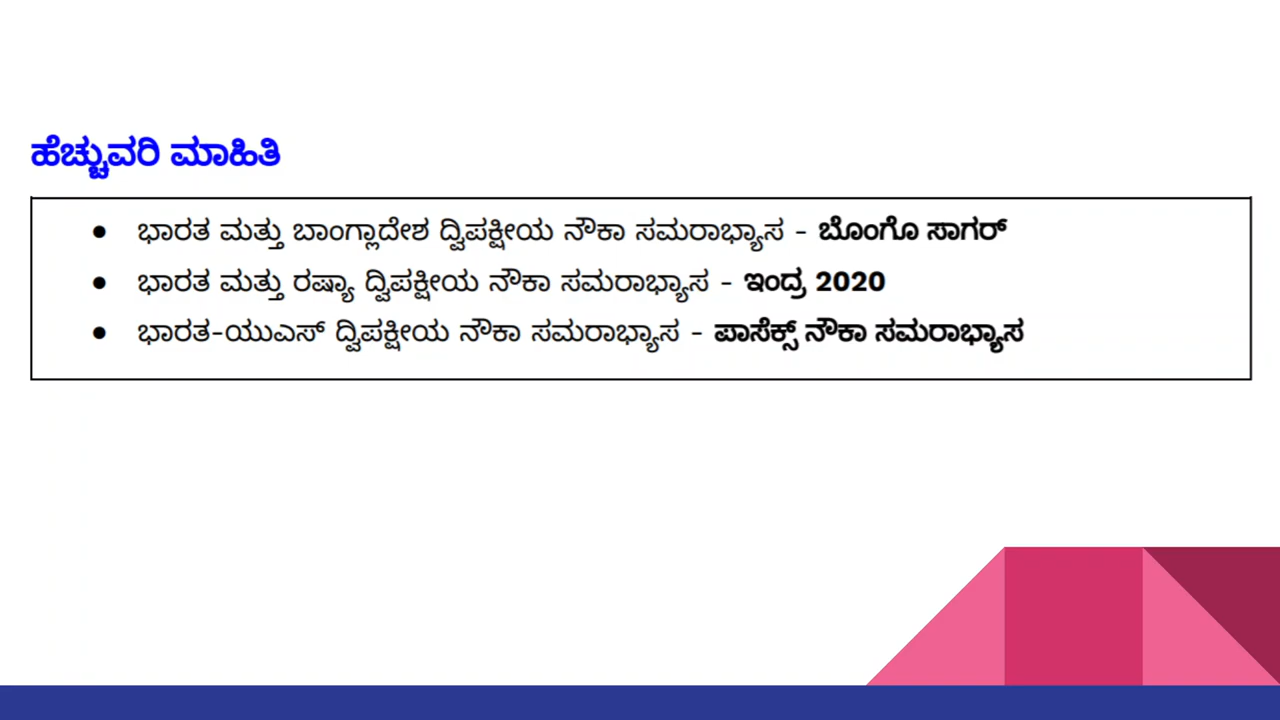 ಹೆಚ್ಚುವರಿ ಮಾಹಿತಿ
● ಭಾರತ ಮತ್ತು ಬಾಂಗ್ಲಾದೇಶ ದ್ವಿಪಕ್ಷೀಯ ನೌಕಾ ಸಮರಾಭ್ಯಾಸ - ಬೊಂಗೊ ಸಾಗರ್
● ಭಾರತ ಮತ್ತು ರಷ್ಯಾ ದ್ವಿಪಕ್ಷೀಯ ನೌಕಾ ಸಮರಾಭ್ಯಾಸ - ಇಂದ್ರ 2020
● ಭಾರತ-ಯುಎಸ್ ದ್ವಿಪಕ್ಷೀಯ ನೌಕಾ ಸಮರಾಭ್ಯಾಸ - ಪಾಸೆಕ್ಸ್ ನೌಕಾ ಸಮರಾಭ್ಯಾಸ